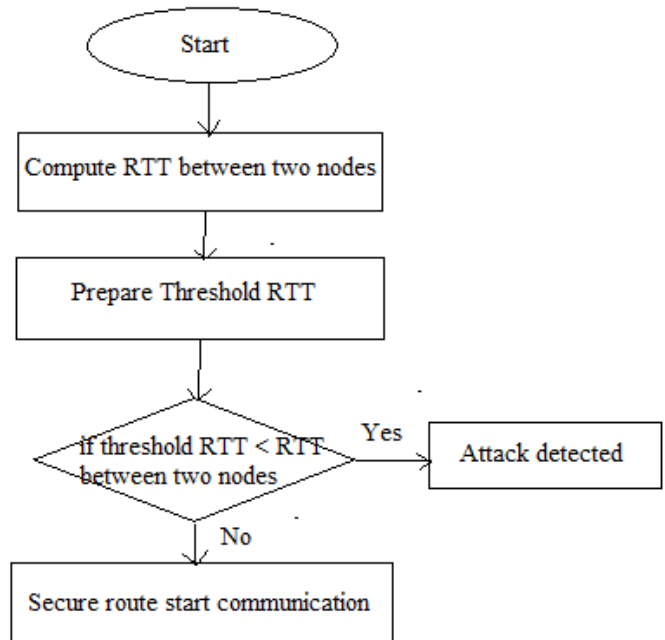 Start
Compute RTT between two nodes
Prepare Threshold RTT
if threshold RTT < RTT
between two nodes
Yes
Attack detected
No
Secure route start communication